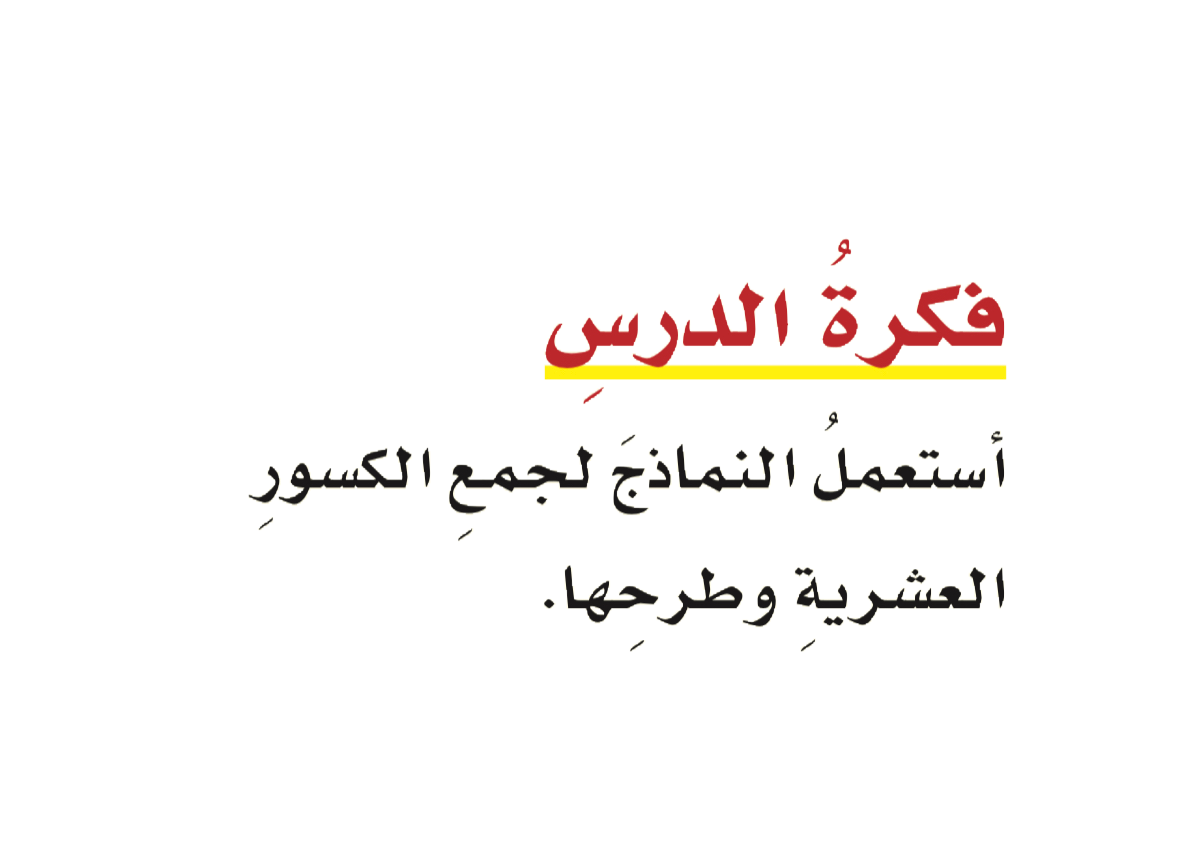 فكرةُ الدرسِ
أستعملُ النماذجَ لجمعِ الكسورِ
العشريةِ وطرحِها.